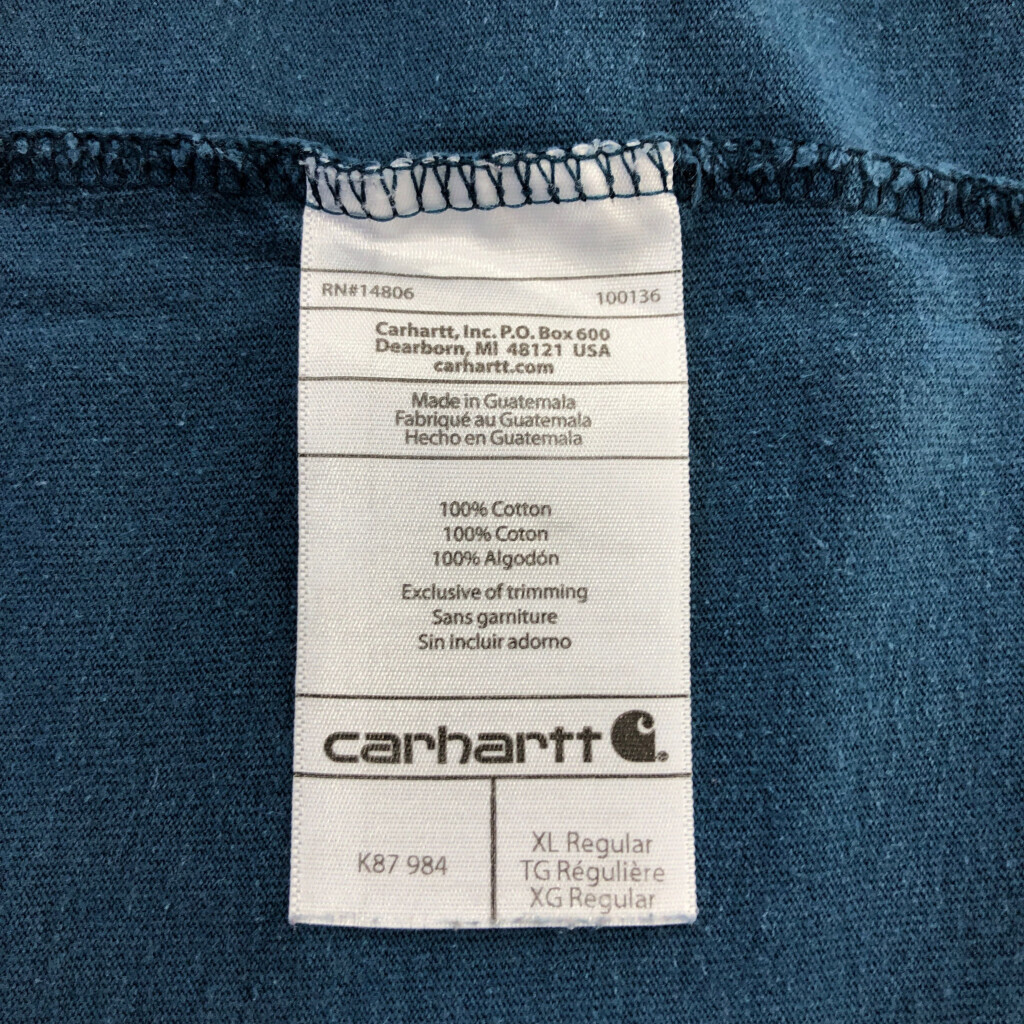 RN#14806 100136
Carhartt, Inc. P.O. Box 600
Dearborn, MI 48121 USA
carhartt.com
Made in Guatemala
Fabriqué au Guatemala
Hecho en Guatemala
100% Cotton
100% Coton
100% Algodón
Exclusive of trimming
Sans garniture
Sin incluir adorno
carhartt
K87 984
XL Regular
TG Régulière
XG Regular